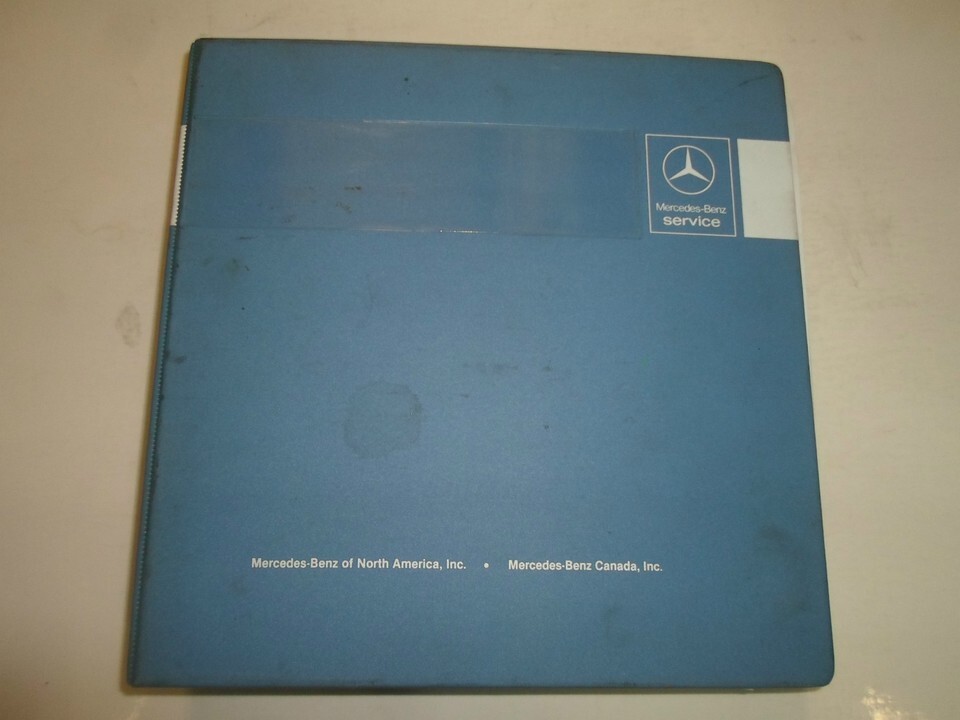 Mercedes-Benz
service
Mercedes-Benz of North America, Inc. • Mercedes-Benz Canada, Inc.